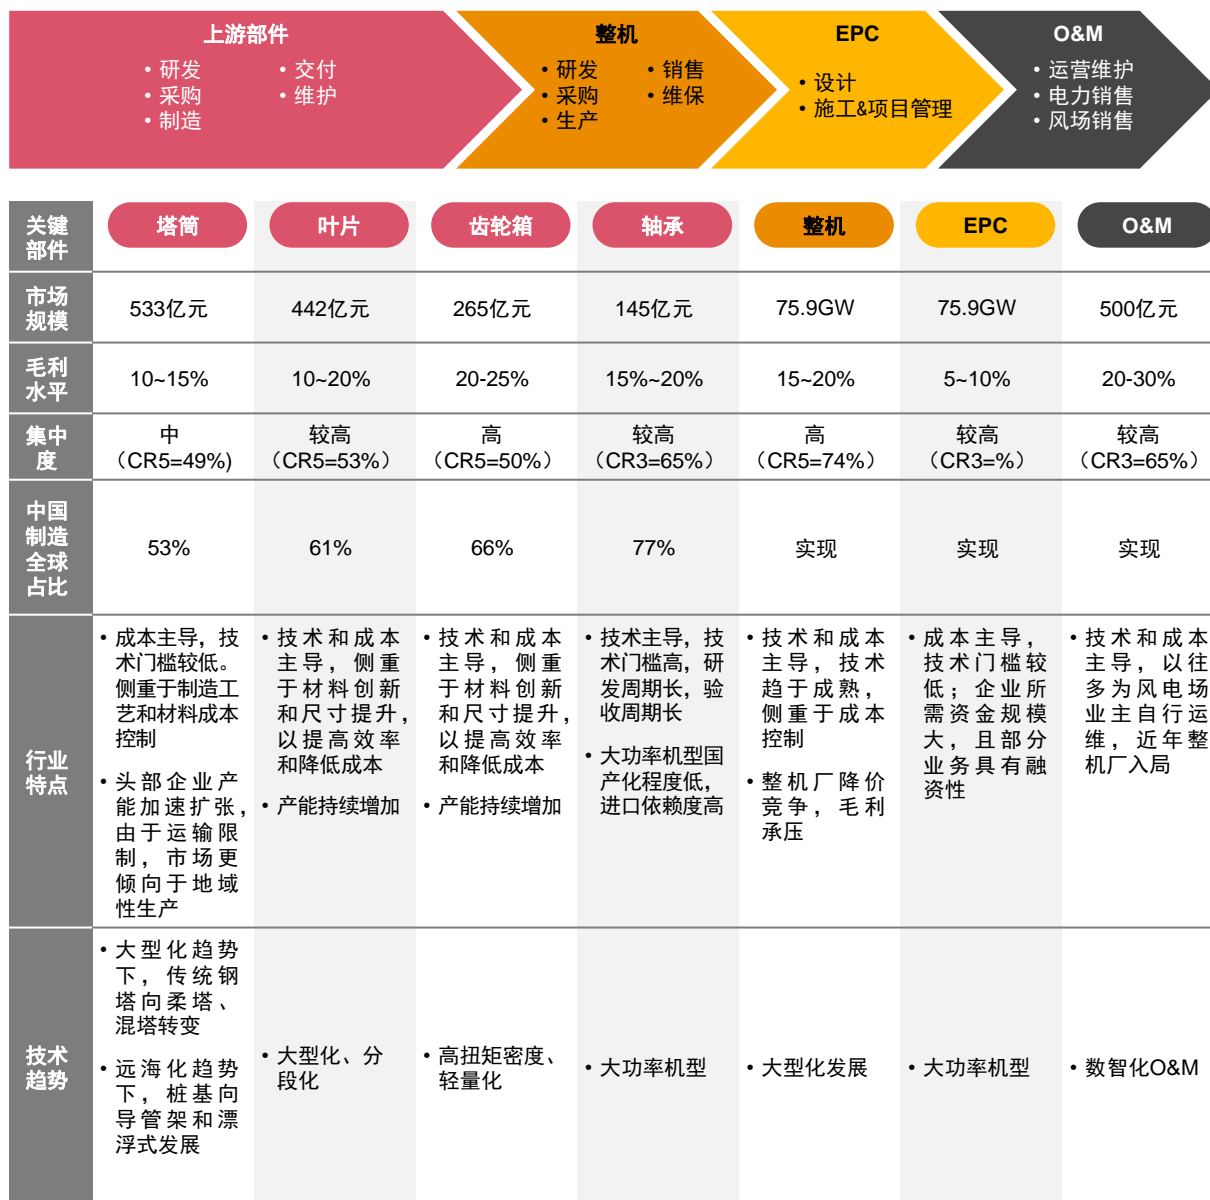 上游部件
• 研发
• 采购
• 制造
• 交付
• 维护
整机
• 研发
• 采购
• 生产
• 销售
• 维保
EPC
• 设计
• 施工&项目管理
O&M
• 运营维护
• 电力销售
• 风场销售
关键
部件
塔筒
叶片
齿轮箱
轴承
整机
EPC
O&M
市场
规模
533亿元
442亿元
265亿元
145亿元
75.9GW
75.9GW
500亿元
毛利
水平
10~15%
10~20%
20-25%
15%~20%
15~20%
5~10%
20-30%
集中
度
中
（CR5=49%)
较高
（CR5=53%）
高
（CR5=50%）
较高
（CR3=65%）
高
（CR5=74%）
较高
（CR3=%）
较高
（CR3=65%）
中国
制造
全球
占比
53%
61%
66%
77%
实现
实现
实现
行业
特点
• 成本主导，技
术门槛较低。
侧重于制造工
艺和材料成本
控制
• 头部企业产
能加速扩张，
由于运输限
制，市场更
倾向于地域
性生产
• 技术和成本
主导，侧重
于材料创新
和尺寸提升，
以提高效率
和降低成本
• 产能持续增加
• 技术和成本
主导，侧重
于材料创新
和尺寸提升，
以提高效率
和降低成本
• 产能持续增加
• 技术主导，技
术门槛高，研
发周期长，验
收周期长
• 大功率机型国
产化程度低，
进口依赖度高
• 技术和成本
主导，技术
趋于成熟，
侧重于成本
控制
• 整机厂降价
竞争，毛利
承压
• 成本主导，
技术门槛较
低；企业所
需资金规模
大，且部分
业务具有融
资性
• 技术和成本
主导，以往
多为风电场
业主自行运
维，近年整
机厂入局
技术
趋势
• 大型化趋势
下，传统钢
塔向柔塔、
混塔转变
• 远海化趋势
下，桩基向
导管架和漂
浮式发展
• 大型化、分
段化
• 高扭矩密度、
轻量化
• 大功率机型
• 大型化发展
• 大功率机型
• 数智化O&M